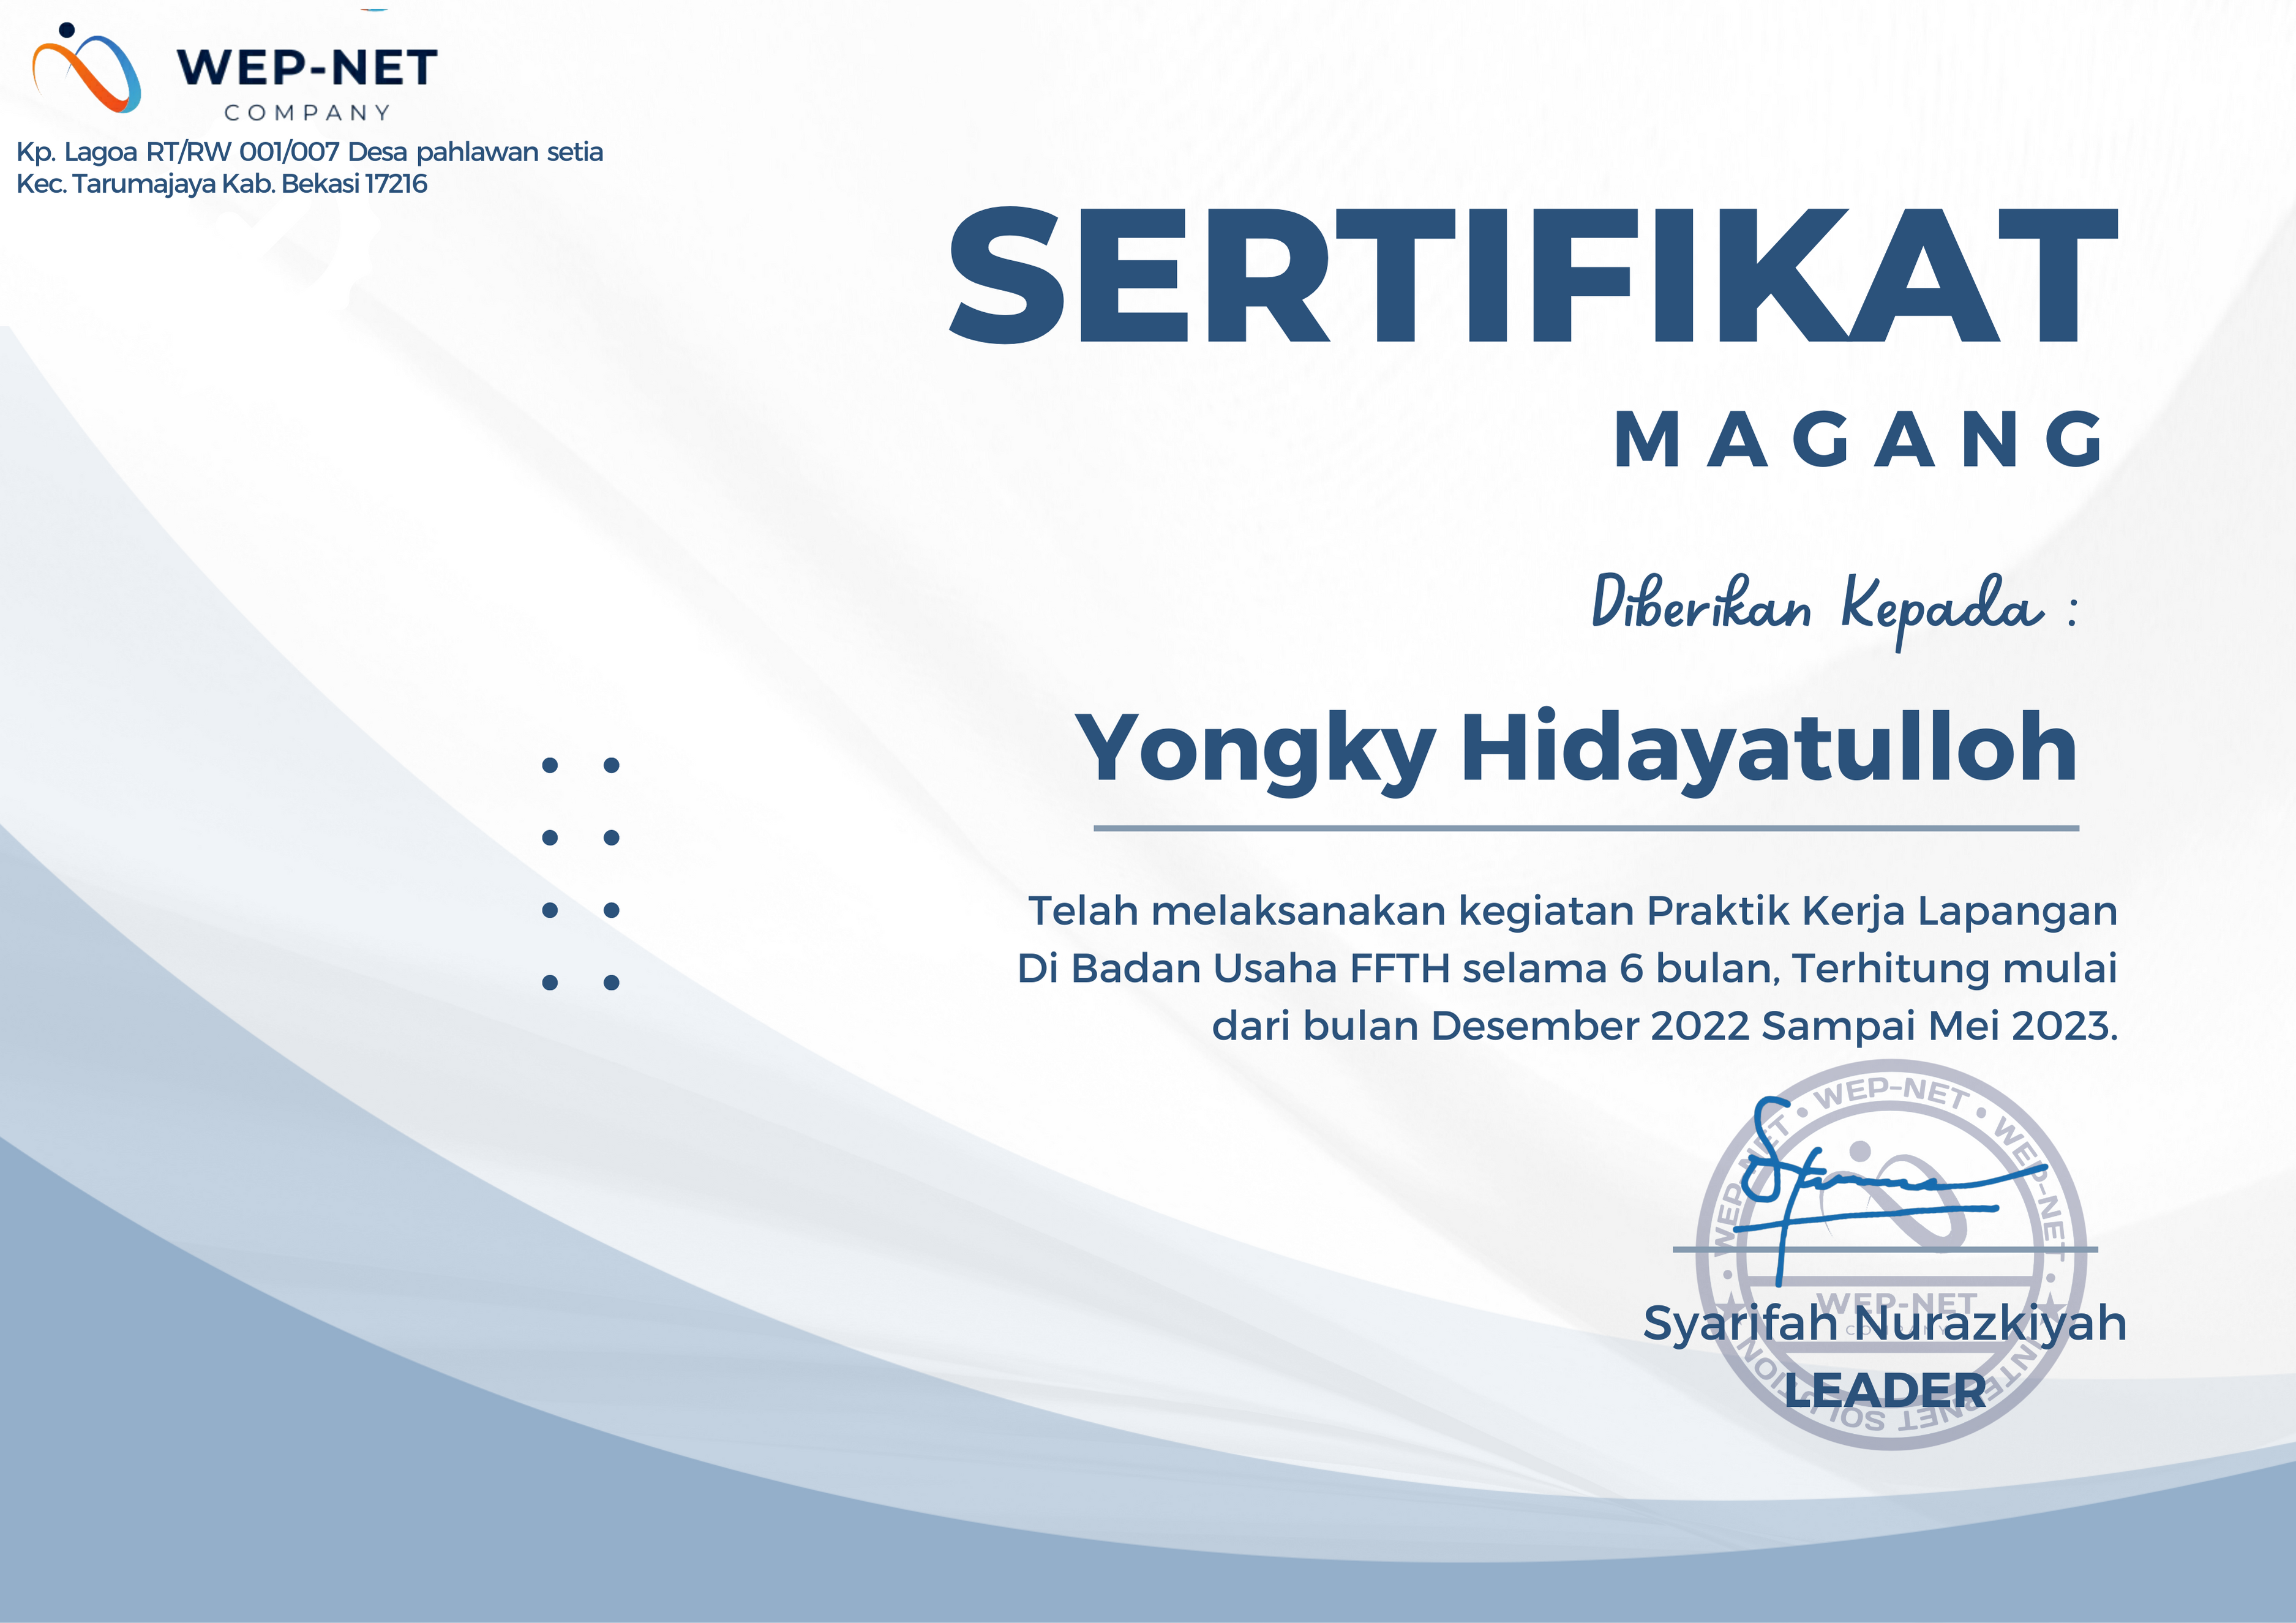 WEP-NET
COMPANY
Kp. Lagoa RT/RW 001/007 Desa pahlawan setia
Kec. Tarumajaya Kab. Bekasi 17216
SERTIFIKAT
MAGANG
Diberikan Kepada :
Yongky Hidayatulloh
Telah melaksanakan kegiatan Praktik Kerja Lapangan
Di Badan Usaha FFTH selama 6 bulan, Terhitung mulai
dari bulan Desember 2022 Sampai Mei 2023.
WEP-NET • WEP-NET • WEP-NET
WEP-NET
COMPANY
INTERNET SOLUTION
Syarifah Nurazkiyah
LEADER